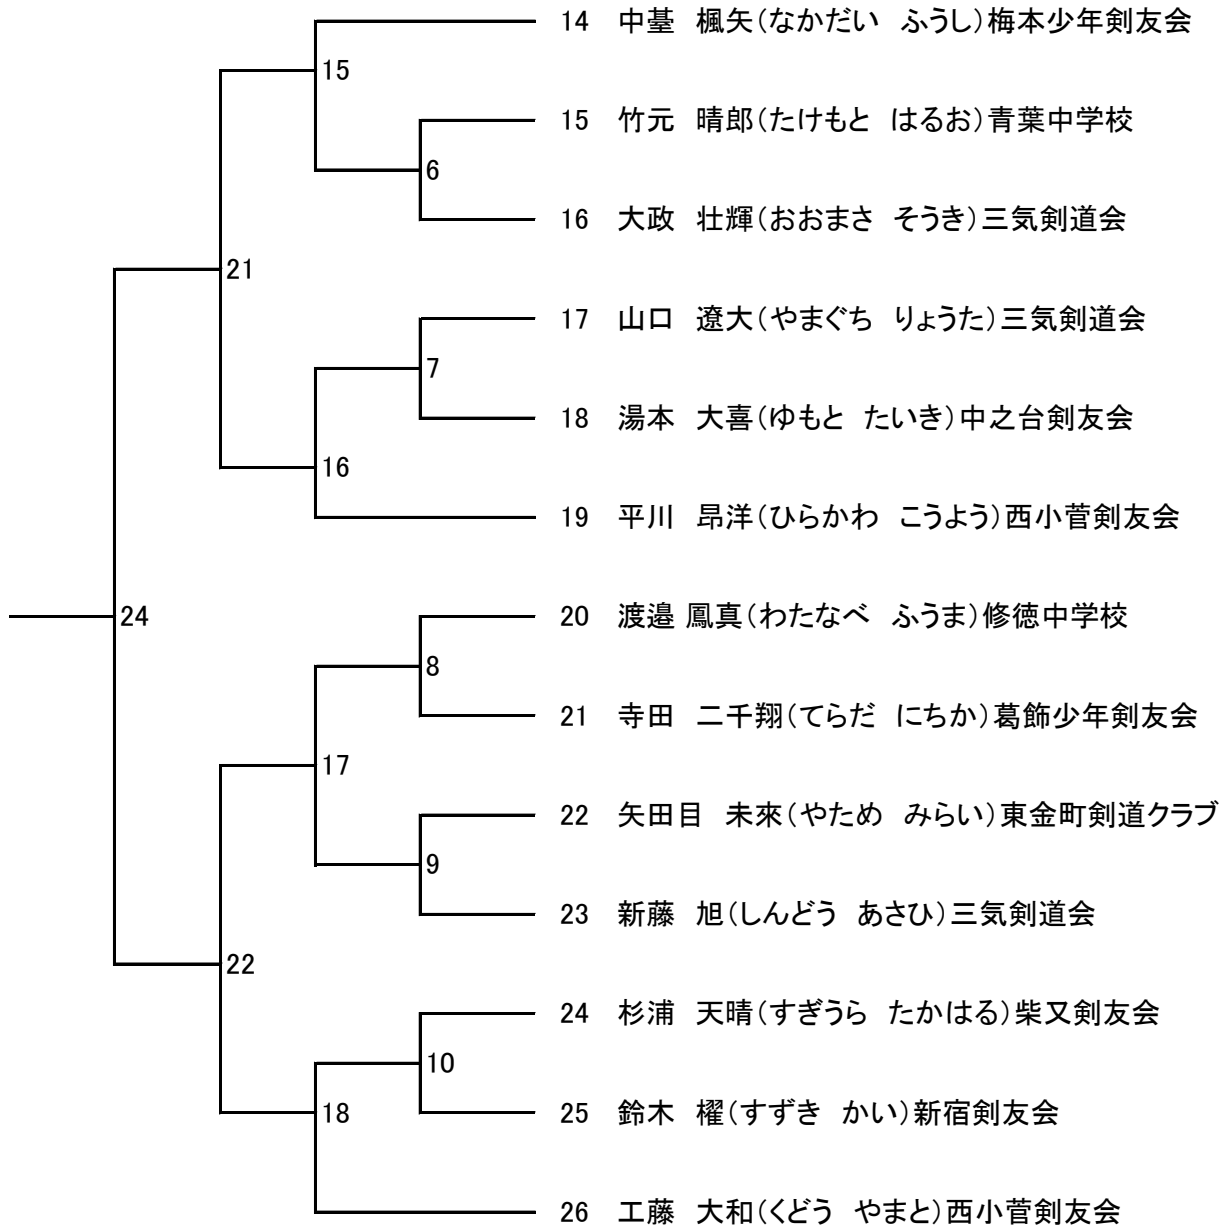 14 中墓 楓矢(なかだい ふうし)梅本少年剣友会
15
15 竹元 晴郎(たけもと はるお)青葉中学校
6
16 大政 壮輝(おおまさ そうき)三気剣道会
21
17 山口 遼大(やまぐち りょうた)三気剣道会
7
18 湯本 大喜(ゆもと たいき)中之台剣友会
16
19 平川 昂洋(ひらかわ こうよう)西小菅剣友会
24
20 渡邉 鳳真(わたなべ ふうま)修徳中学校
8
21 寺田 二千翔(てらだ にちか)葛飾少年剣友会
17
22 矢田目 未來(やため みらい)東金町剣道クラブ
9
23 新藤 旭(しんどう あさひ)三気剣道会
22
24 杉浦 天晴(すぎうら たかはる)柴又剣友会
10
18
25 鈴木 櫂(すずき かい)新宿剣友会
26 工藤 大和(くどう やまと)西小菅剣友会